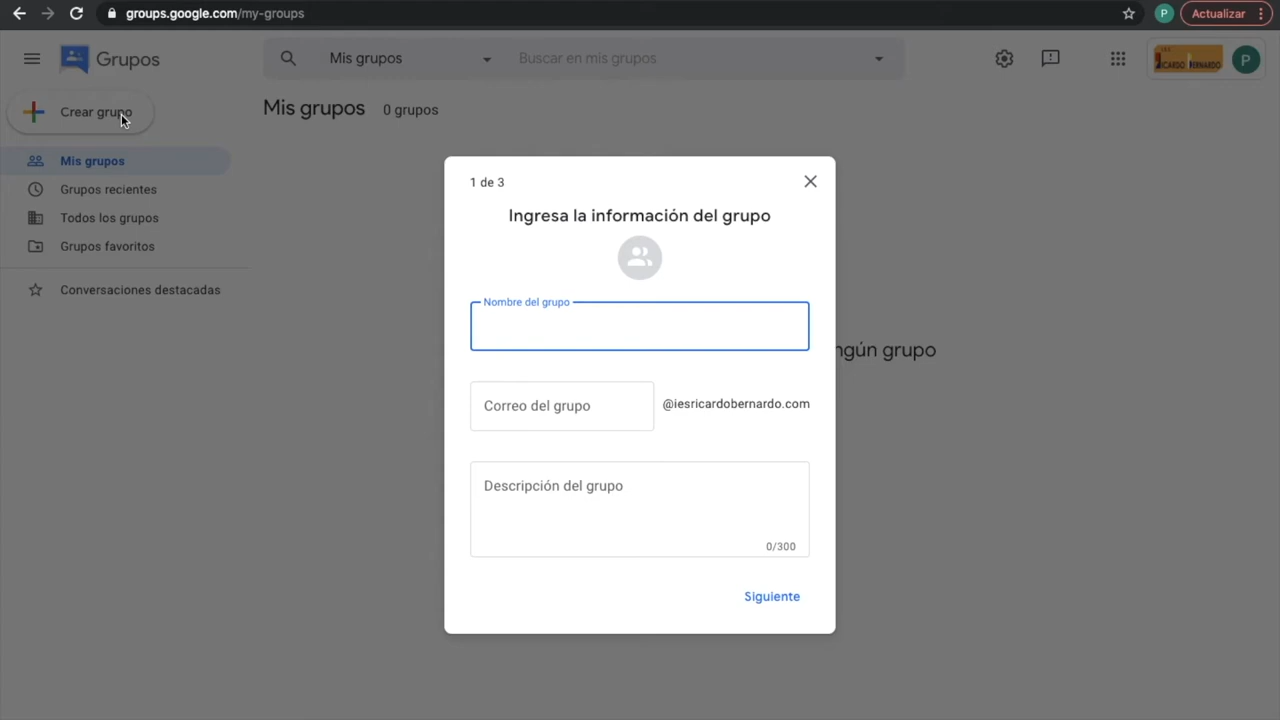 groups.google.com/my-groups
P
Actualizar
Grupos
Mis grupos
Buscar en mis grupos
P
Crear grupo
Mis grupos
0 grupos
Mis grupos
Grupos recientes
Todos los grupos
Grupos favoritos
Conversaciones destacadas
1 de 3
Ingresa la información del grupo
Nombre del grupo
ngún grupo
Correo del grupo
@iesricardobernardo.com
Descripción del grupo
0/300
Siguiente